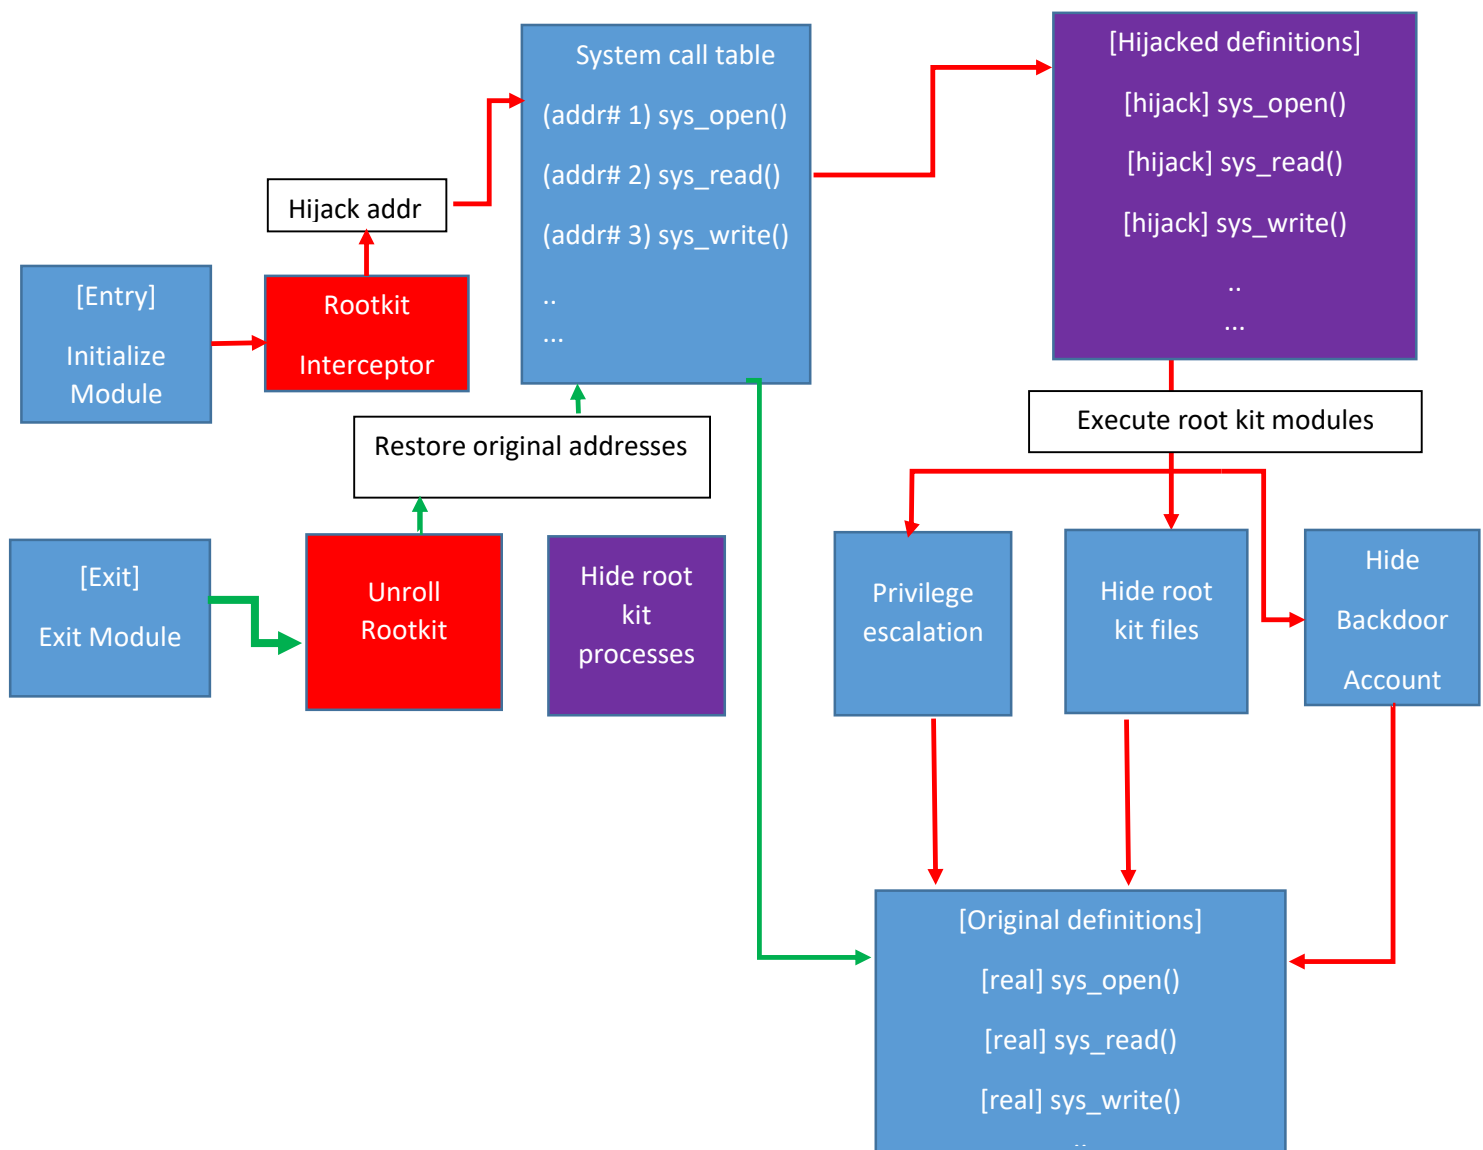 System call table
(addr# 1) sys_open()
(addr# 2) sys_read()
(addr# 3) sys_write()
..
...
[Hijacked definitions]
[hijack] sys_open()
[hijack] sys_read()
[hijack] sys_write()
..
...
Hijack addr
[Entry]
Initialize
Module
Rootkit
Interceptor
Execute root kit modules
Restore original addresses
[Exit]
Exit Module
Unroll
Rootkit
Hide root
kit
processes
Privilege
escalation
Hide root
kit files
Hide
Backdoor
Account
[Original definitions]
[real] sys_open()
[real] sys_read()
[real] sys_write()
..